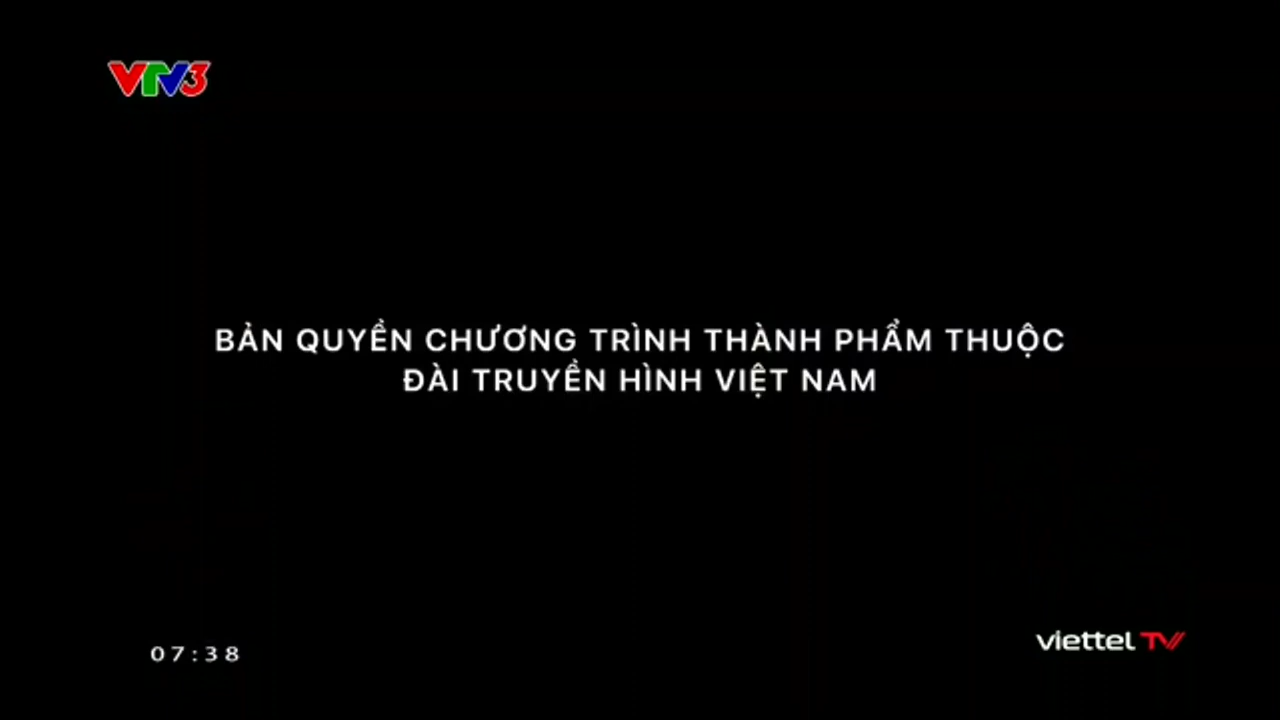 VTV3
BẢN QUYỀN CHƯƠNG TRÌNH THÀNH PHẨM THUỘC
ĐÀI TRUYỀN HÌNH VIỆT NAM
07:38
viettel TV